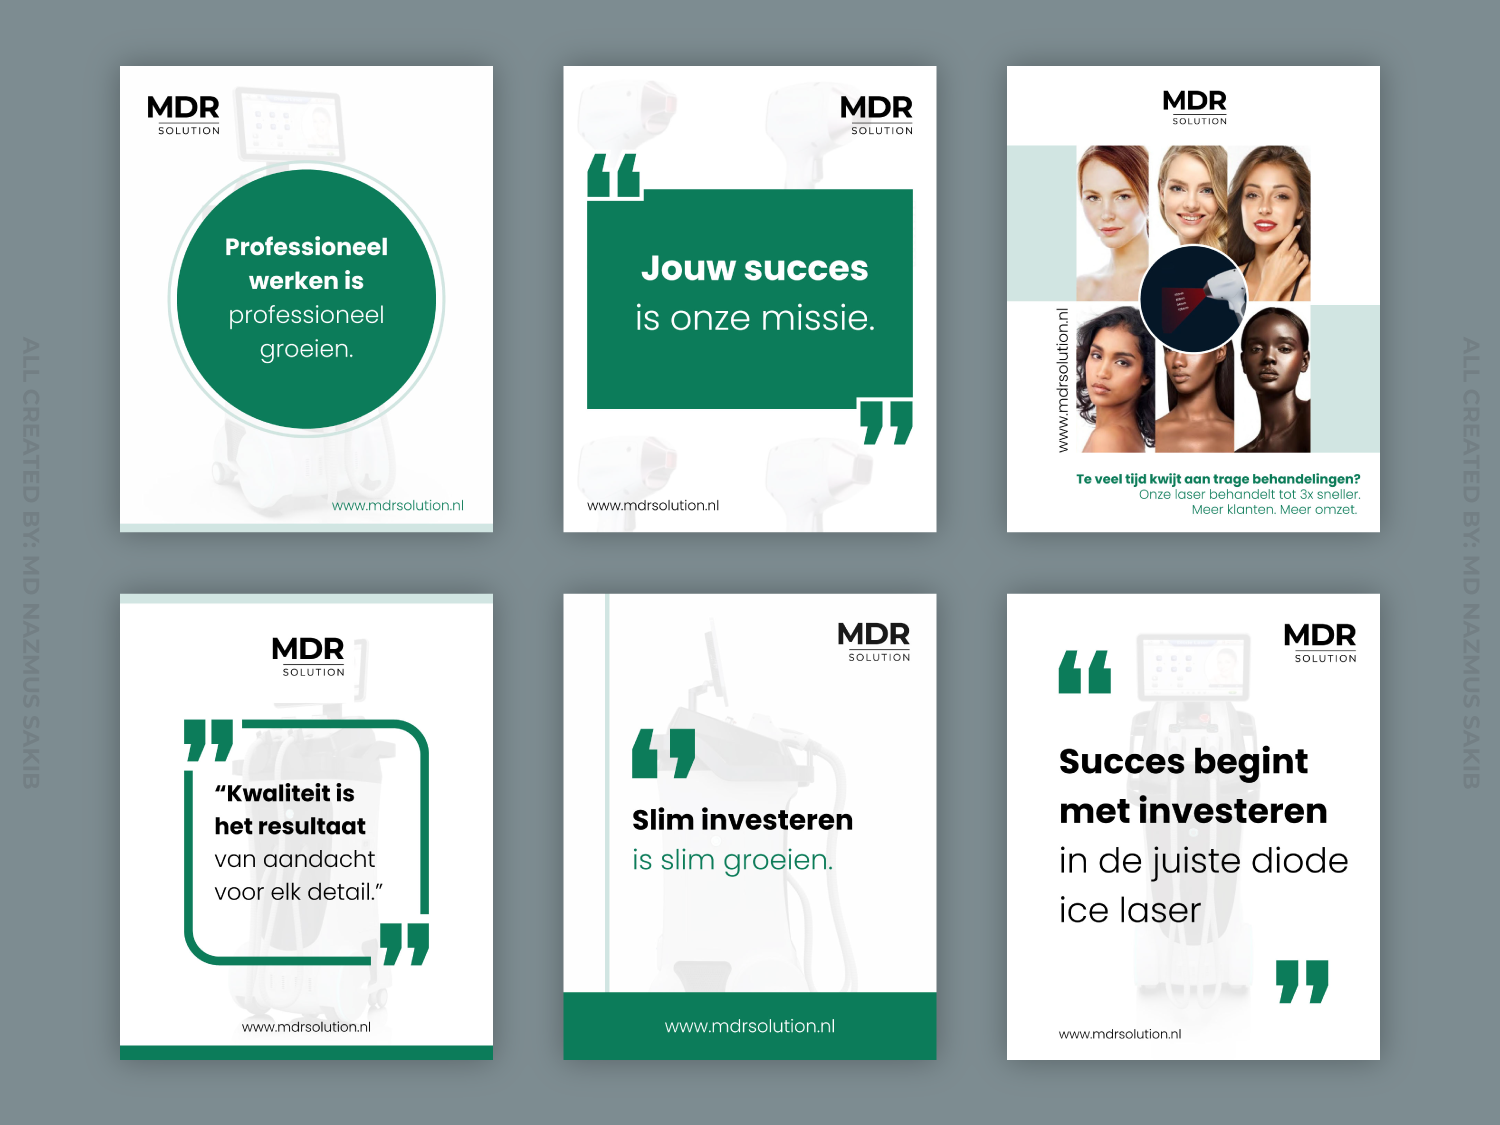 MDR
SOLUTION
Professioneel
werken is
professioneel
groeien.
www.mdrsolution.nl
MDR
SOLUTION
“
Jouw succes
is onze missie.
”
www.mdrsolution.nl
MDR
SOLUTION
www.mdrsolution.nl
Te veel tijd kwijt aan trage behandelingen?
Onze laser behandelt tot 3x sneller.
Meer klanten. Meer omzet.
MDR
SOLUTION
”
“Kwaliteit is
het resultaat
van aandacht
voor elk detail.”
”
www.mdrsolution.nl
MDR
SOLUTION
‘’
Slim investeren
is slim groeien.
www.mdrsolution.nl
MDR
SOLUTION
“
Succes begint
met investeren
in de juiste diode
ice laser
”
www.mdrsolution.nl
ALL CREATED BY: MD NAZMUS SAKIB
ALL CREATED BY: MD NAZMUS SAKIB